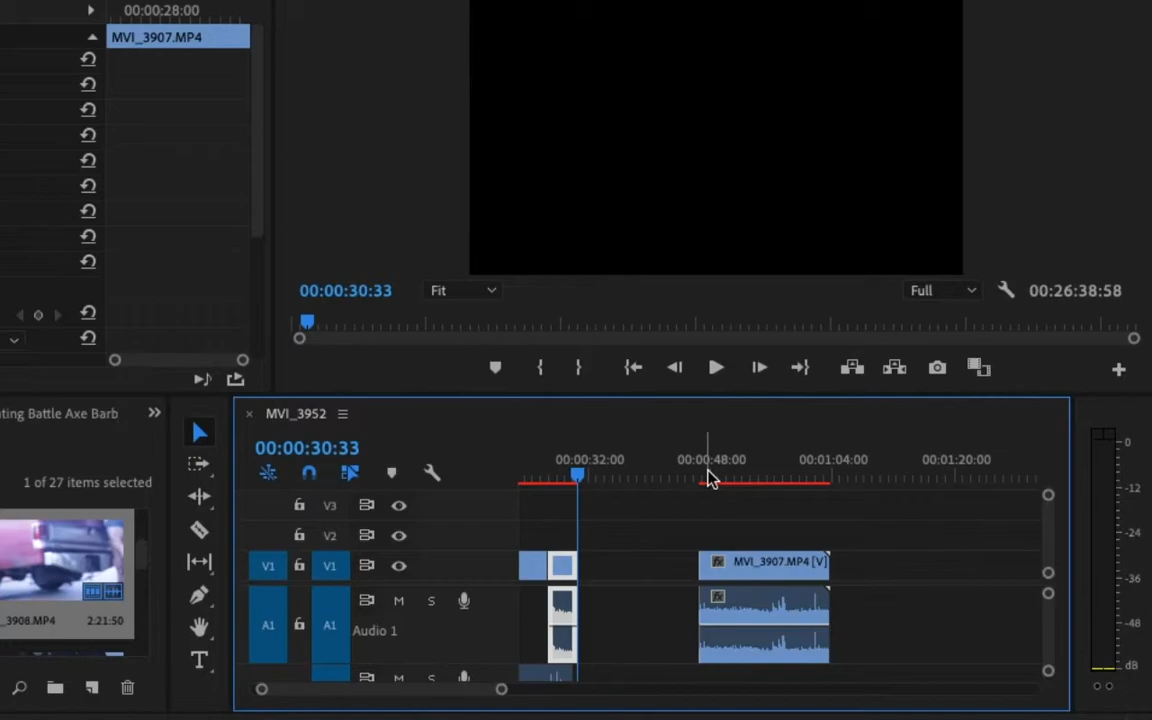 00:00:28:00
MVI_3907.MP4
00:00:30:33
Fit
Full
00:26:38:58
ting Battle Axe Barb
1 of 27 items selected
_3908.MP4
2:21:50
MVI_3952
00:00:30:33
00:00:32:00
00:00:48:00
00:01:04:00
00:01:20:00
V3
V2
V1
V1
fx
MVI_3907.MP4 [V]
A1
A1
M
S
Audio 1
fx
M
S
T
0
-12
-24
-36
-48
dB